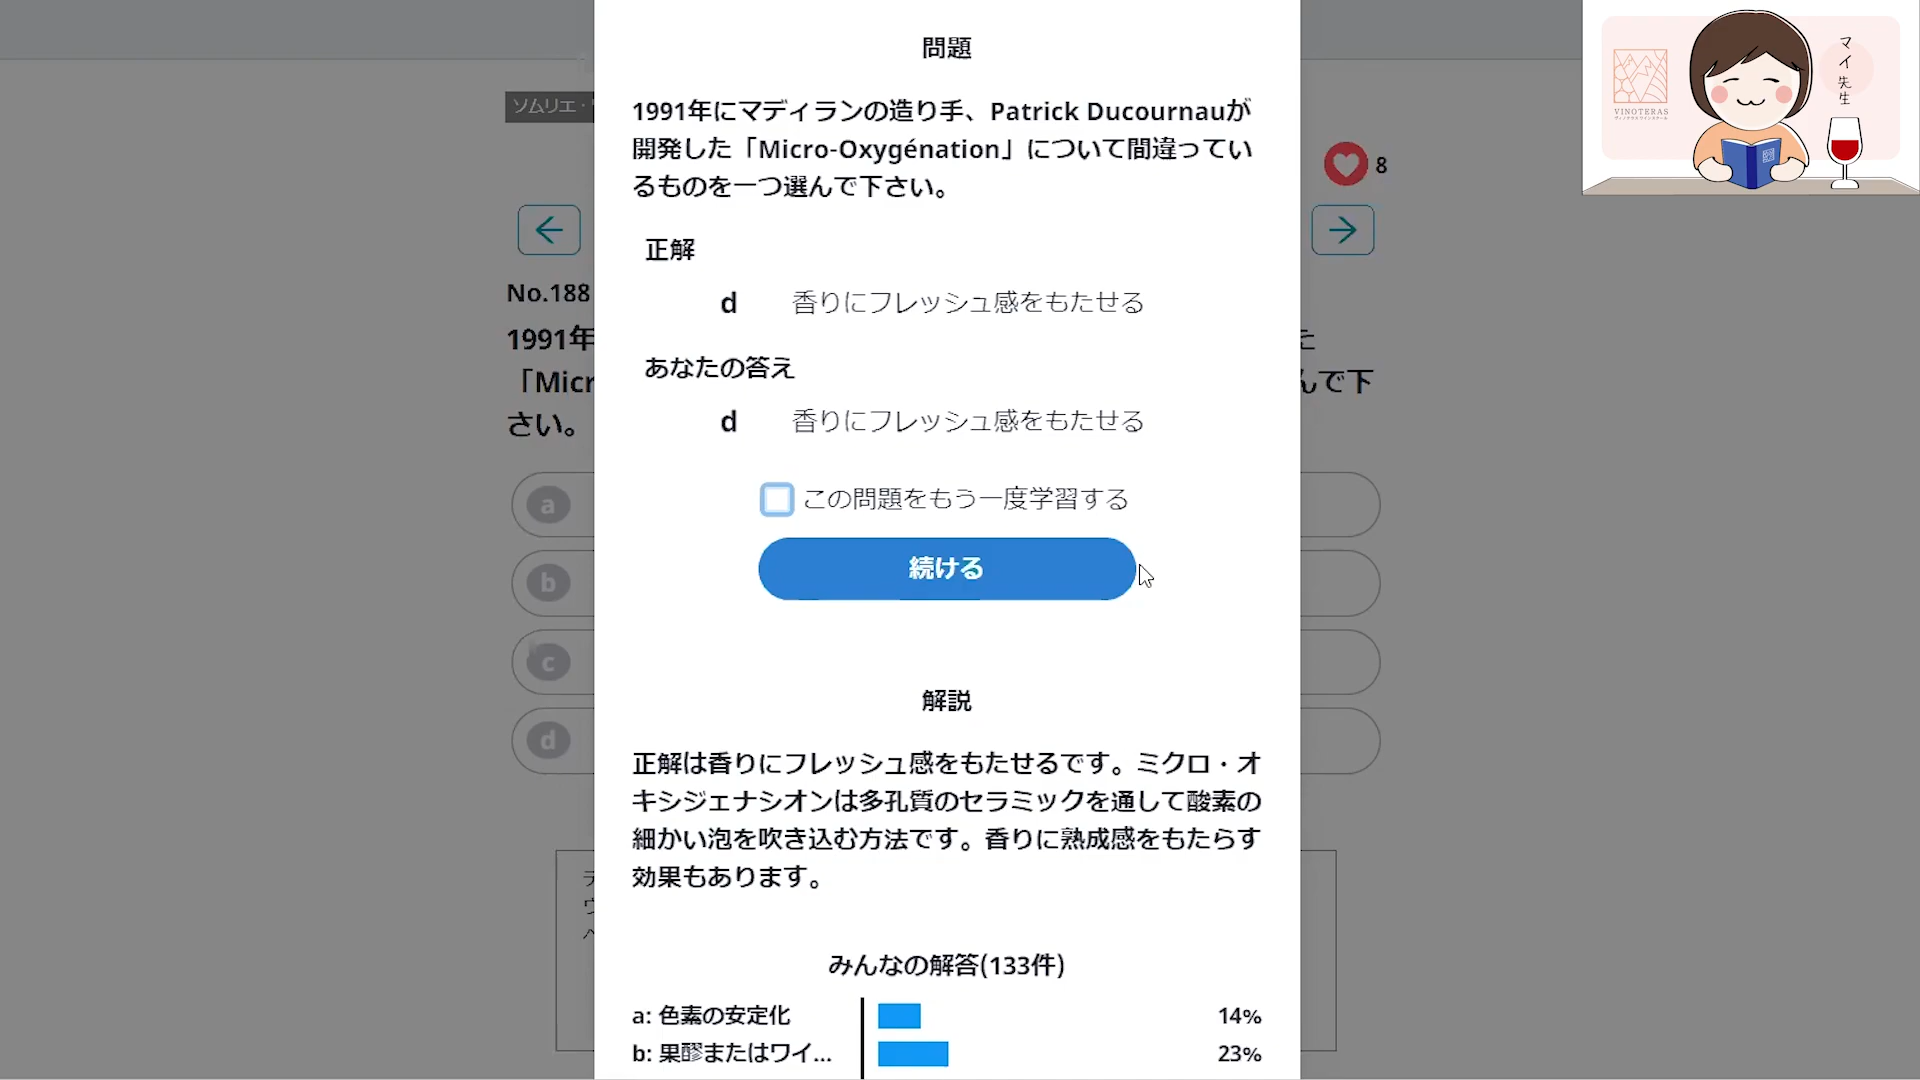 問題
1991年にマディランの造り手、Patrick Ducournauが
開発した「Micro-Oxygénation」について間違ってい
るものを一つ選んで下さい。
正解
d 香りにフレッシュ感をもたせる
あなたの答え
d 香りにフレッシュ感をもたせる
この問題をもう一度学習する
続ける
解説
正解は香りにフレッシュ感をもたせるです。ミクロ・オ
キシジェナシオンは多孔質のセラミックを通して酸素の
細かい泡を吹き込む方法です。香りに熟成感をもたらす
効果もあります。
みんなの解答(133件)
a: 色素の安定化 14%
b: 果醪またはワイ... 23%
ソムリエ・
8
No.188
1991年
「Micr
んで下
さい。
a
b
c
d
マイ先生
VINOTERAS